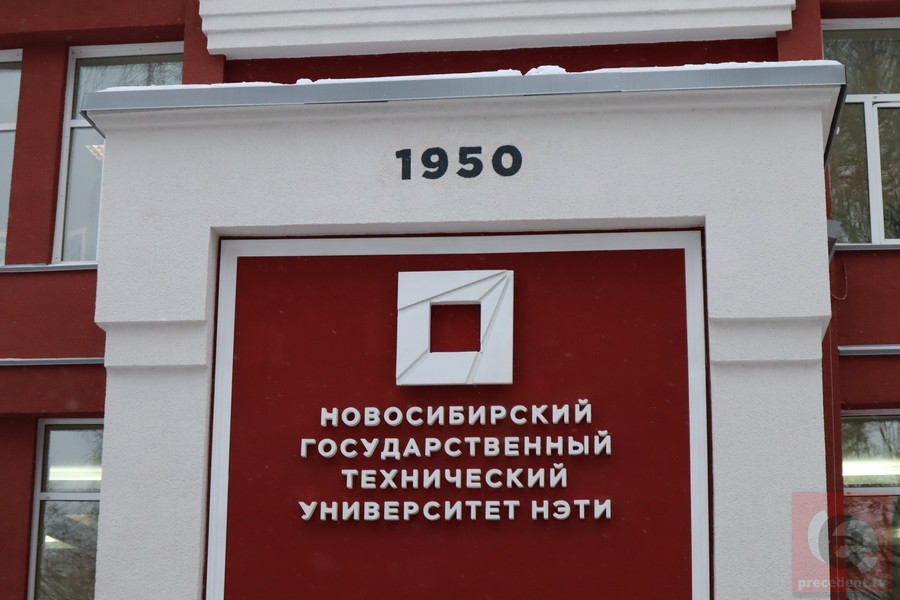 1950
НОВОСИБИРСКИЙ
ГОСУДАРСТВЕННЫЙ
ТЕХНИЧЕСКИЙ
УНИВЕРСИТЕТ НЭТИ
precedent.tv